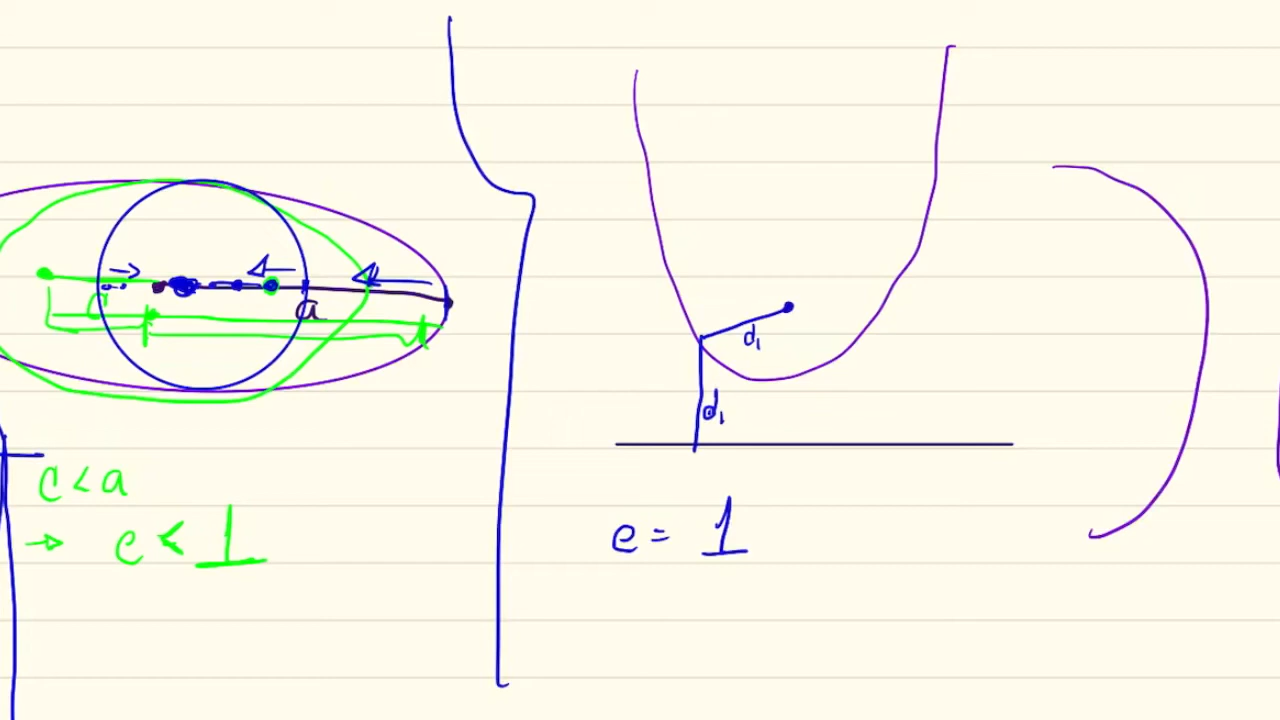 a
c
d₁
d₁
c < a
→ e < 1
e = 1